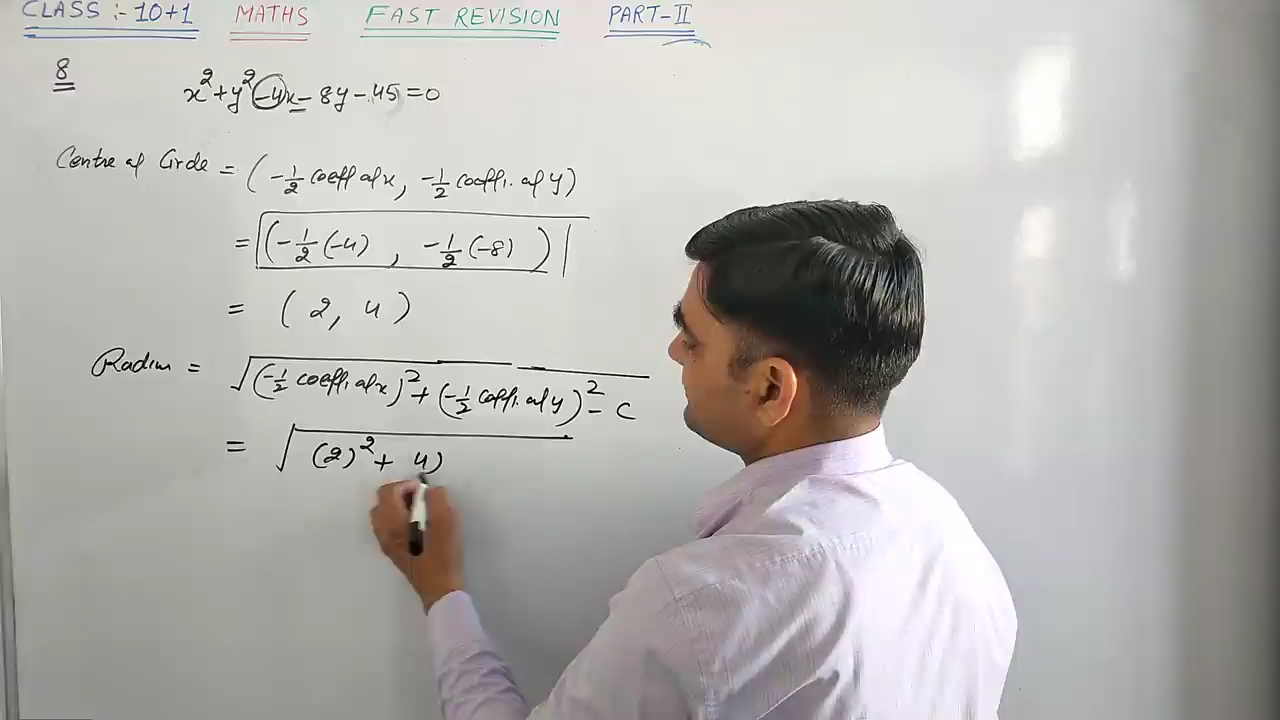 CLASS :- 10+1 MATHS FAST REVISION PART-II
8 x²+y²-4x-8y-45=0
Centre of Circle = (-1/2 coeff of x, -1/2 coeffi. of y)
= (-1/2(-4) , -1/2(-8) )
= ( 2, 4 )
Radius = √(-1/2 coeffi. of x)²+(-1/2 coffi. of y)²- C
= √(2)²+ 4)